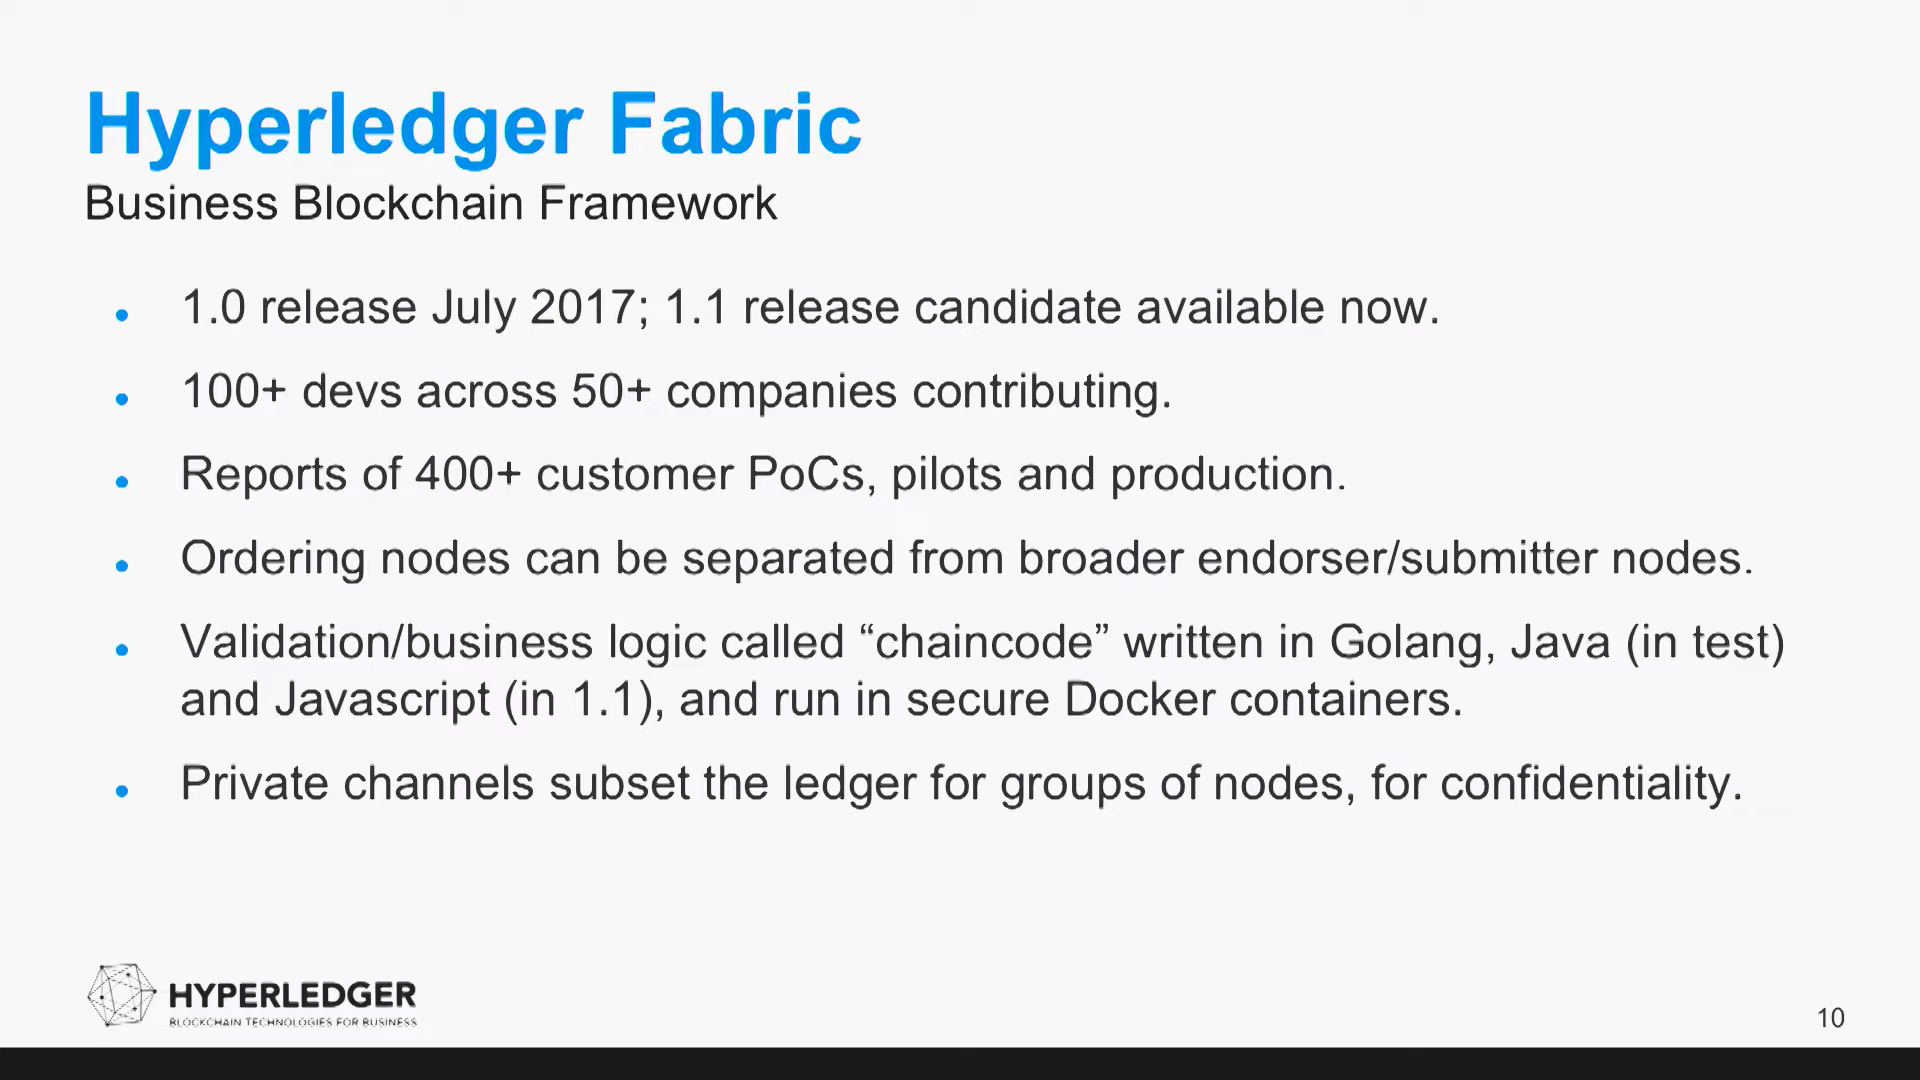 Hyperledger Fabric
Business Blockchain Framework
• 1.0 release July 2017; 1.1 release candidate available now.
• 100+ devs across 50+ companies contributing.
• Reports of 400+ customer PoCs, pilots and production.
• Ordering nodes can be separated from broader endorser/submitter nodes.
• Validation/business logic called “chaincode” written in Golang, Java (in test)
and Javascript (in 1.1), and run in secure Docker containers.
• Private channels subset the ledger for groups of nodes, for confidentiality.
HYPERLEDGER
BLOCKCHAIN TECHNOLOGIES FOR BUSINESS
10